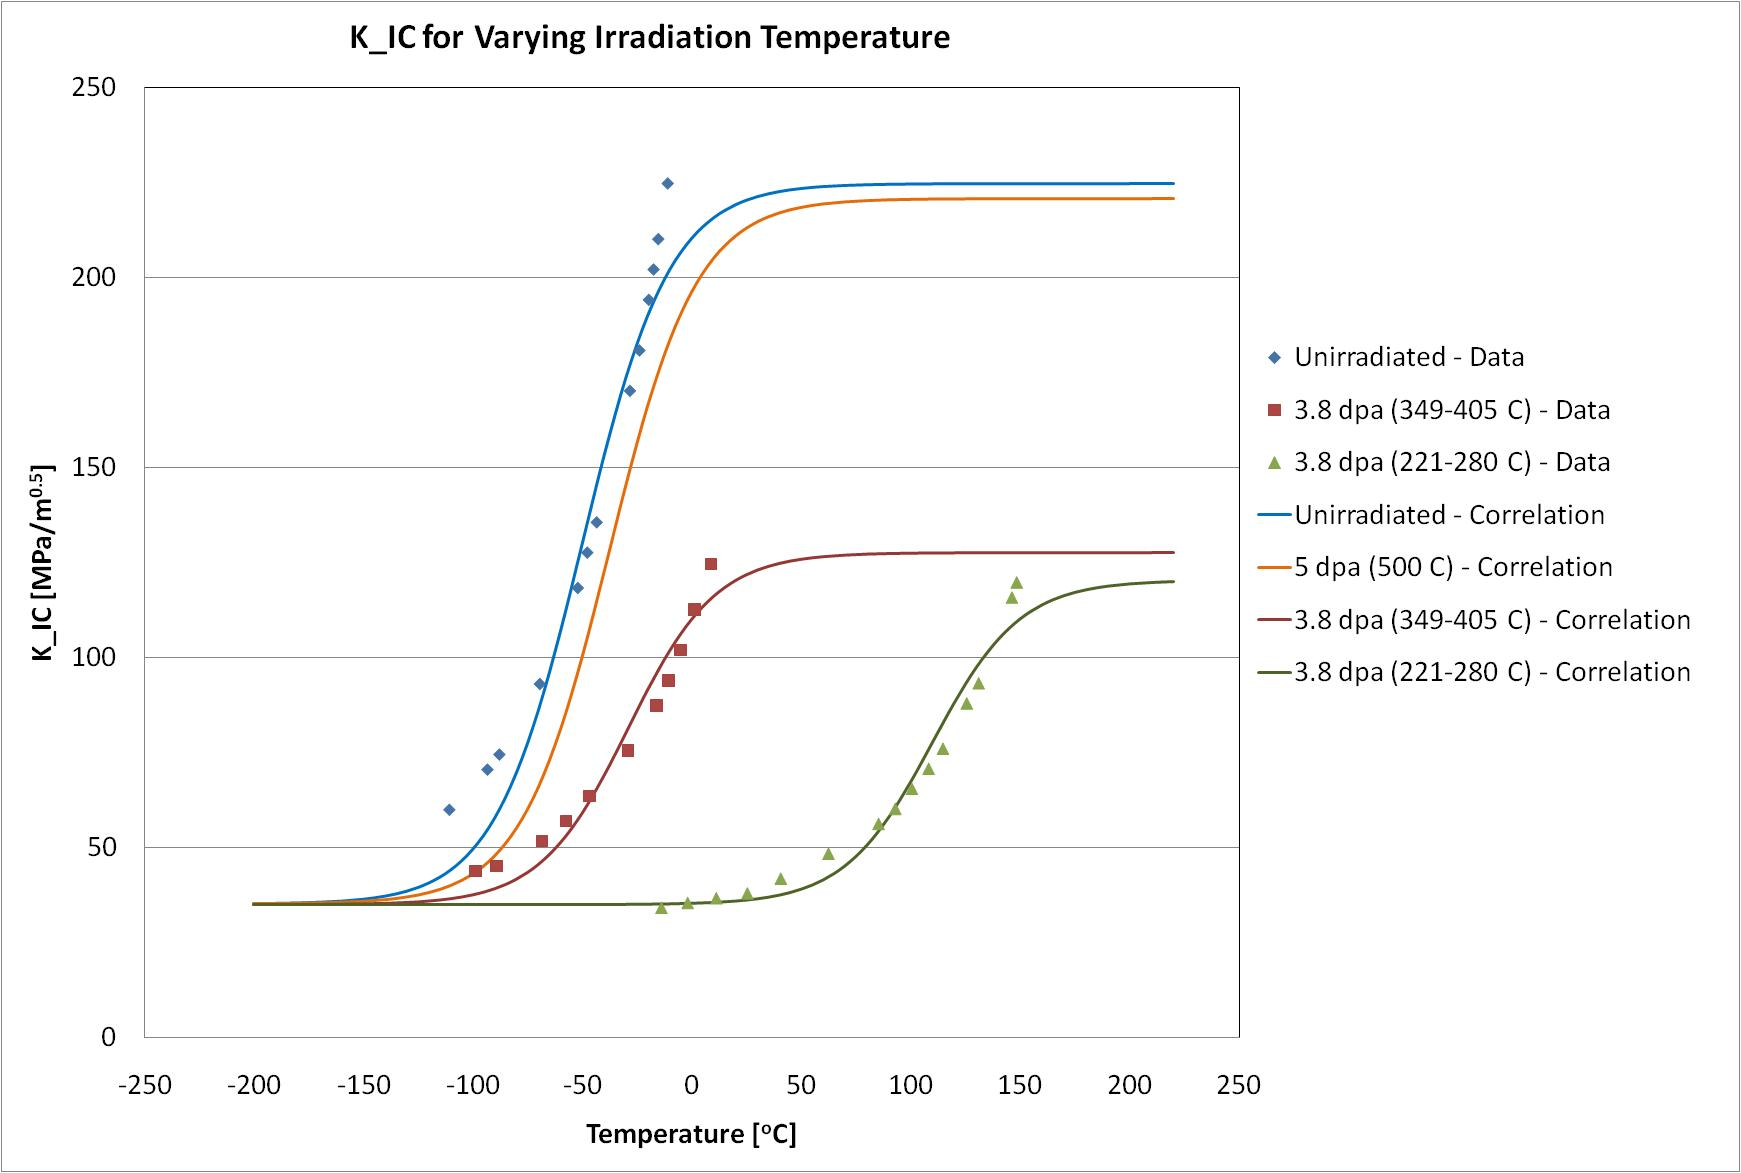 K_IC for Varying Irradiation Temperature
250
200
150
100
50
0
K_IC [MPa/m^0.5]
-250 -200 -150 -100 -50 0 50 100 150 200 250
Temperature [ºC]
Unirradiated - Data
3.8 dpa (349-405 C) - Data
3.8 dpa (221-280 C) - Data
Unirradiated - Correlation
5 dpa (500 C) - Correlation
3.8 dpa (349-405 C) - Correlation
3.8 dpa (221-280 C) - Correlation